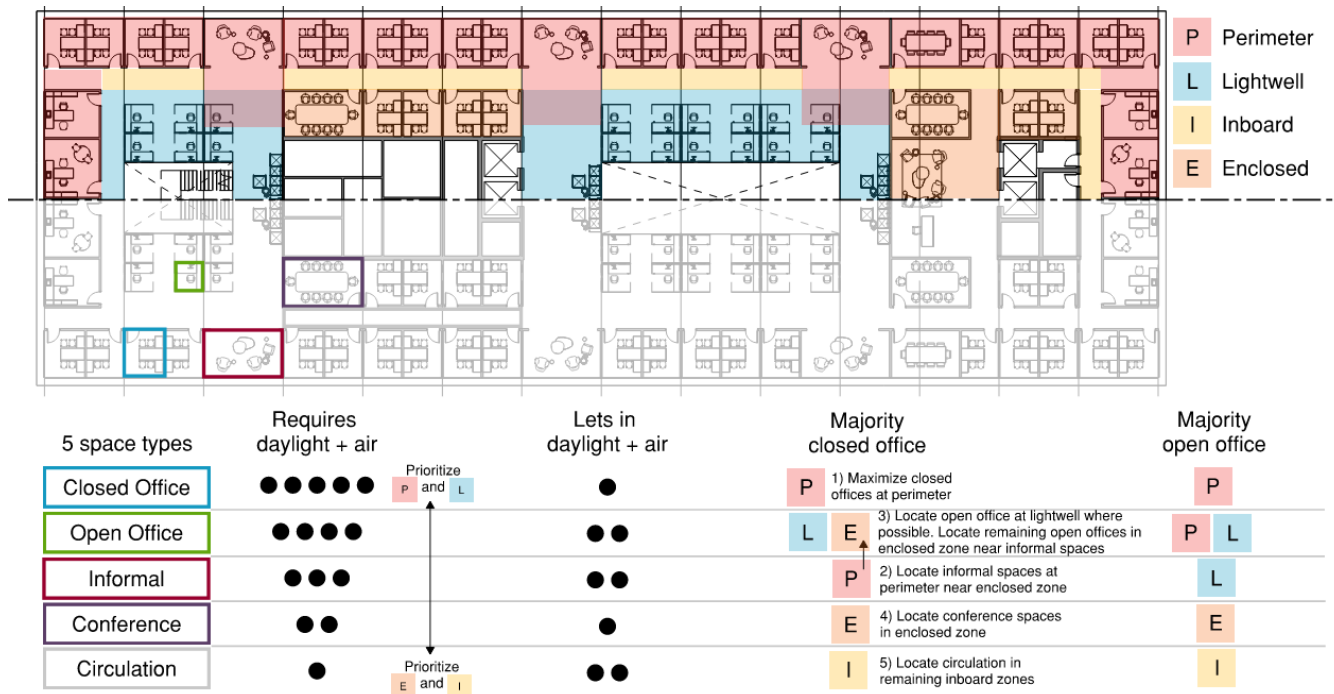 P Perimeter
L Lightwell
I Inboard
E Enclosed
5 space types
Requires
daylight + air
Lets in
daylight + air
Majority
closed office
Majority
open office
Closed Office
Prioritize
P and L
P
1) Maximize closed
offices at perimeter
P
Open Office
L E
3) Locate open office at lightwell where
possible. Locate remaining open offices in
enclosed zone near informal spaces
P L
Informal
P
2) Locate informal spaces at
perimeter near enclosed zone
L
Conference
E
4) Locate conference spaces
in enclosed zone
E
Circulation
Prioritize
E and I
I
5) Locate circulation in
remaining inboard zones
I